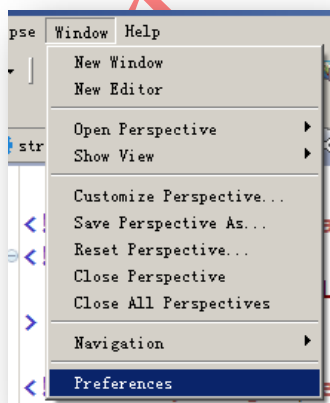 pse Window Help
New Window
New Editor
Open Perspective
str
Show View
Customize Perspective...
Save Perspective As...
<!
Reset Perspective...
<!
Close Perspective
Close All Perspectives
>
Navigation
Preferences
<!